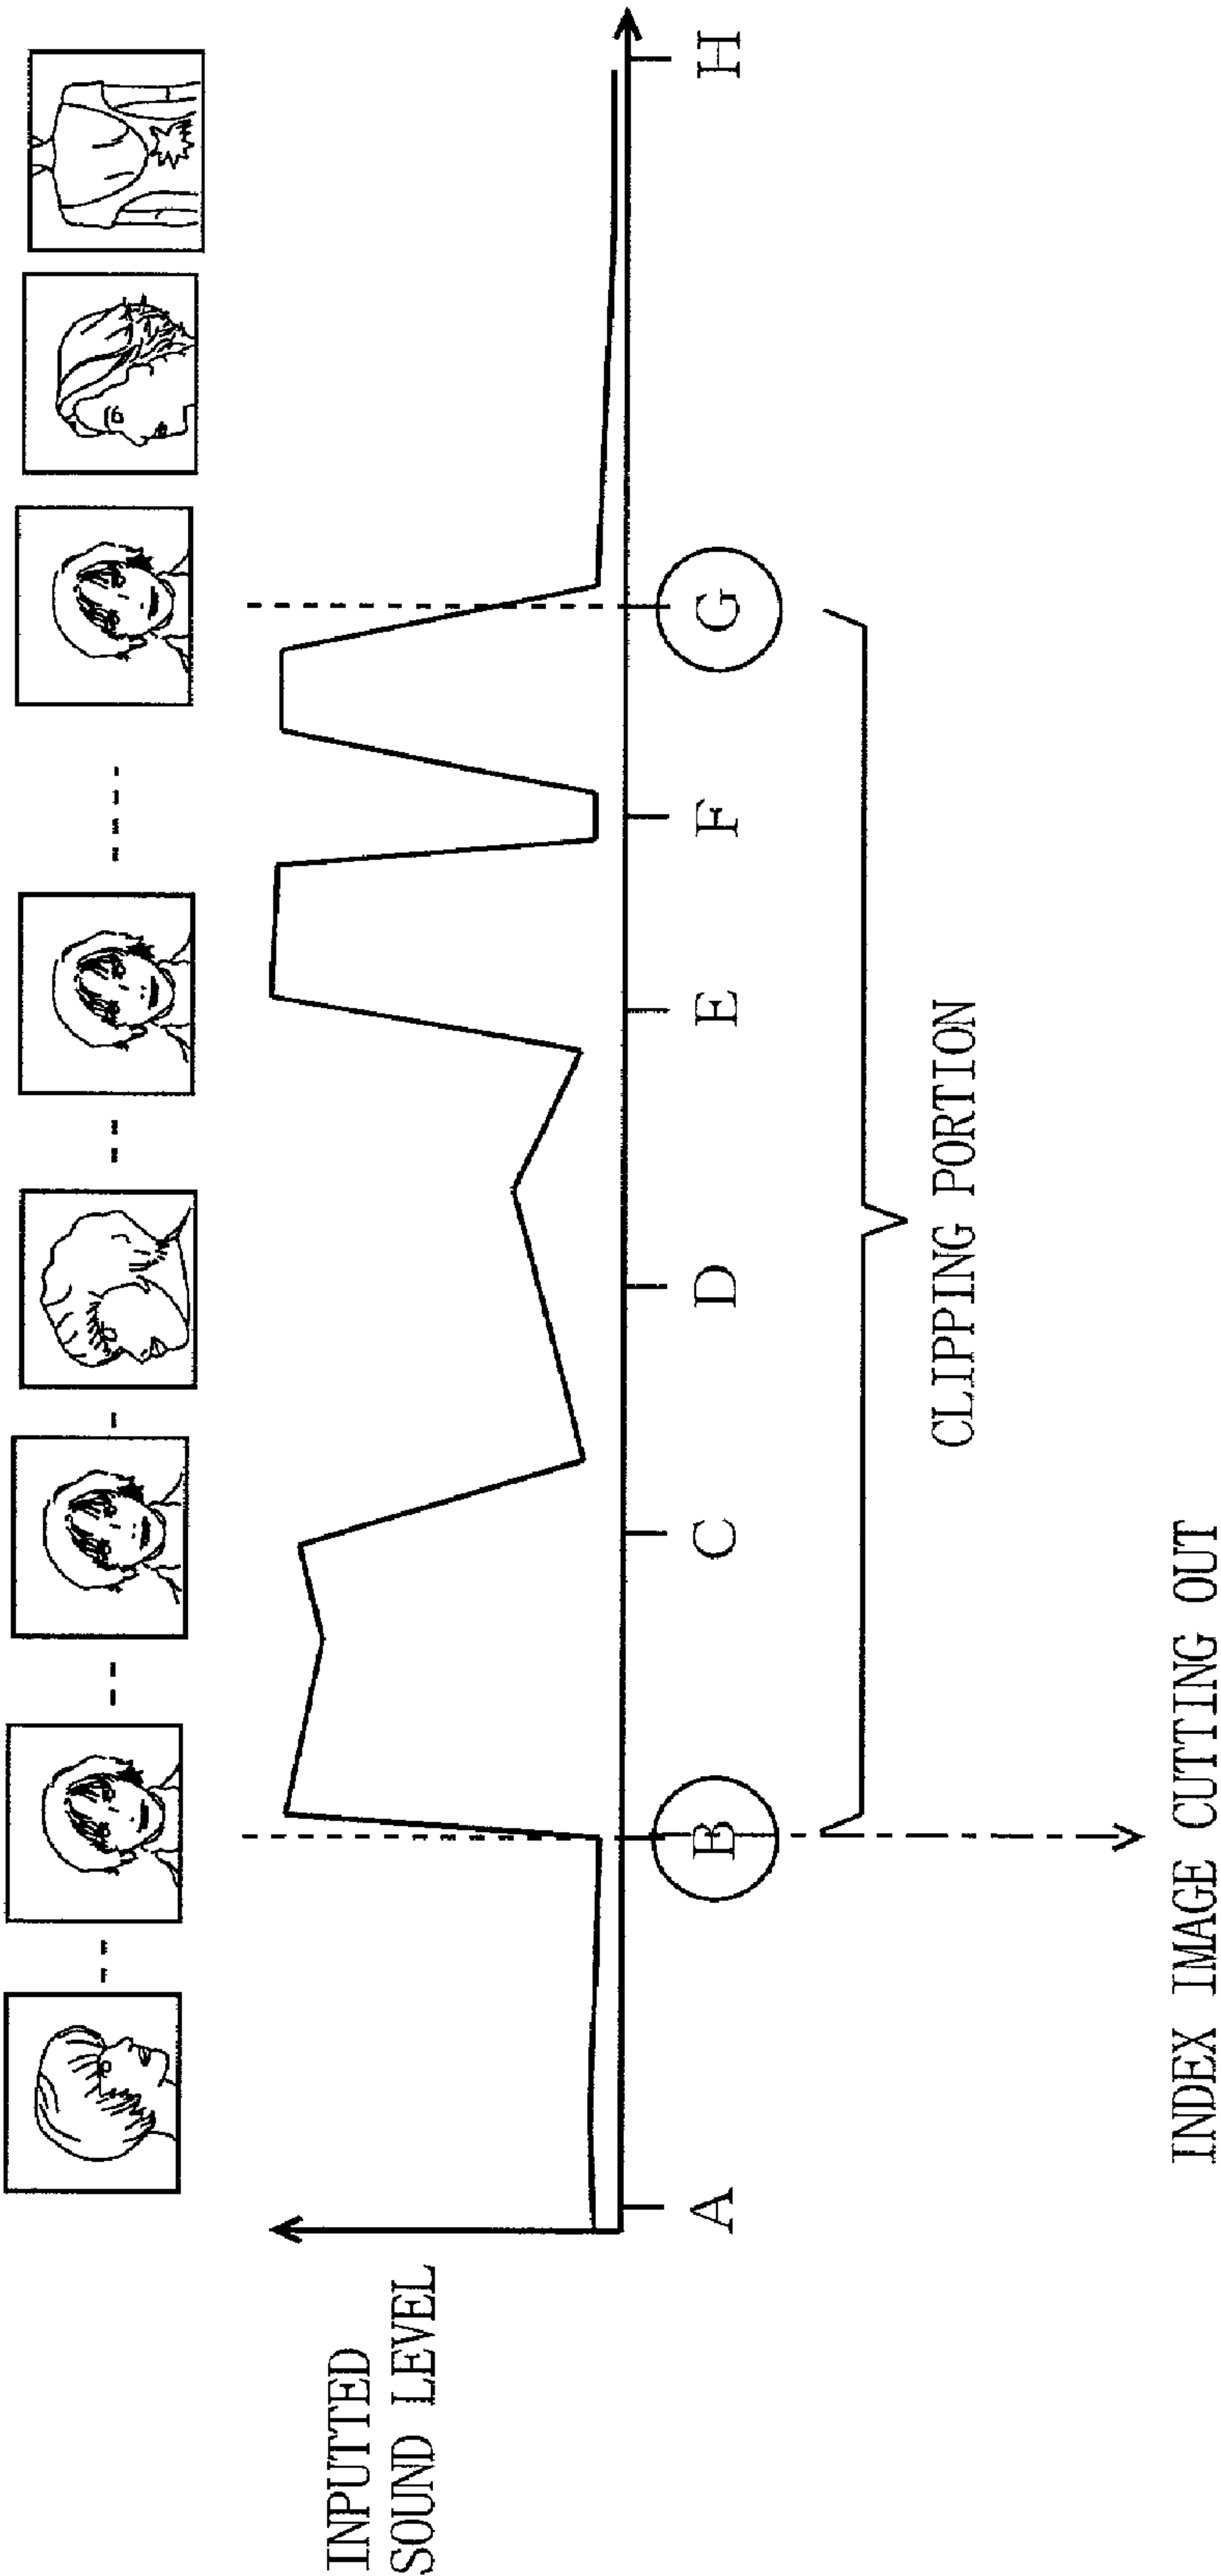 INPUTTED
SOUND LEVEL
A B C D E F G H
CLIPPING PORTION
INDEX IMAGE CUTTING OUT